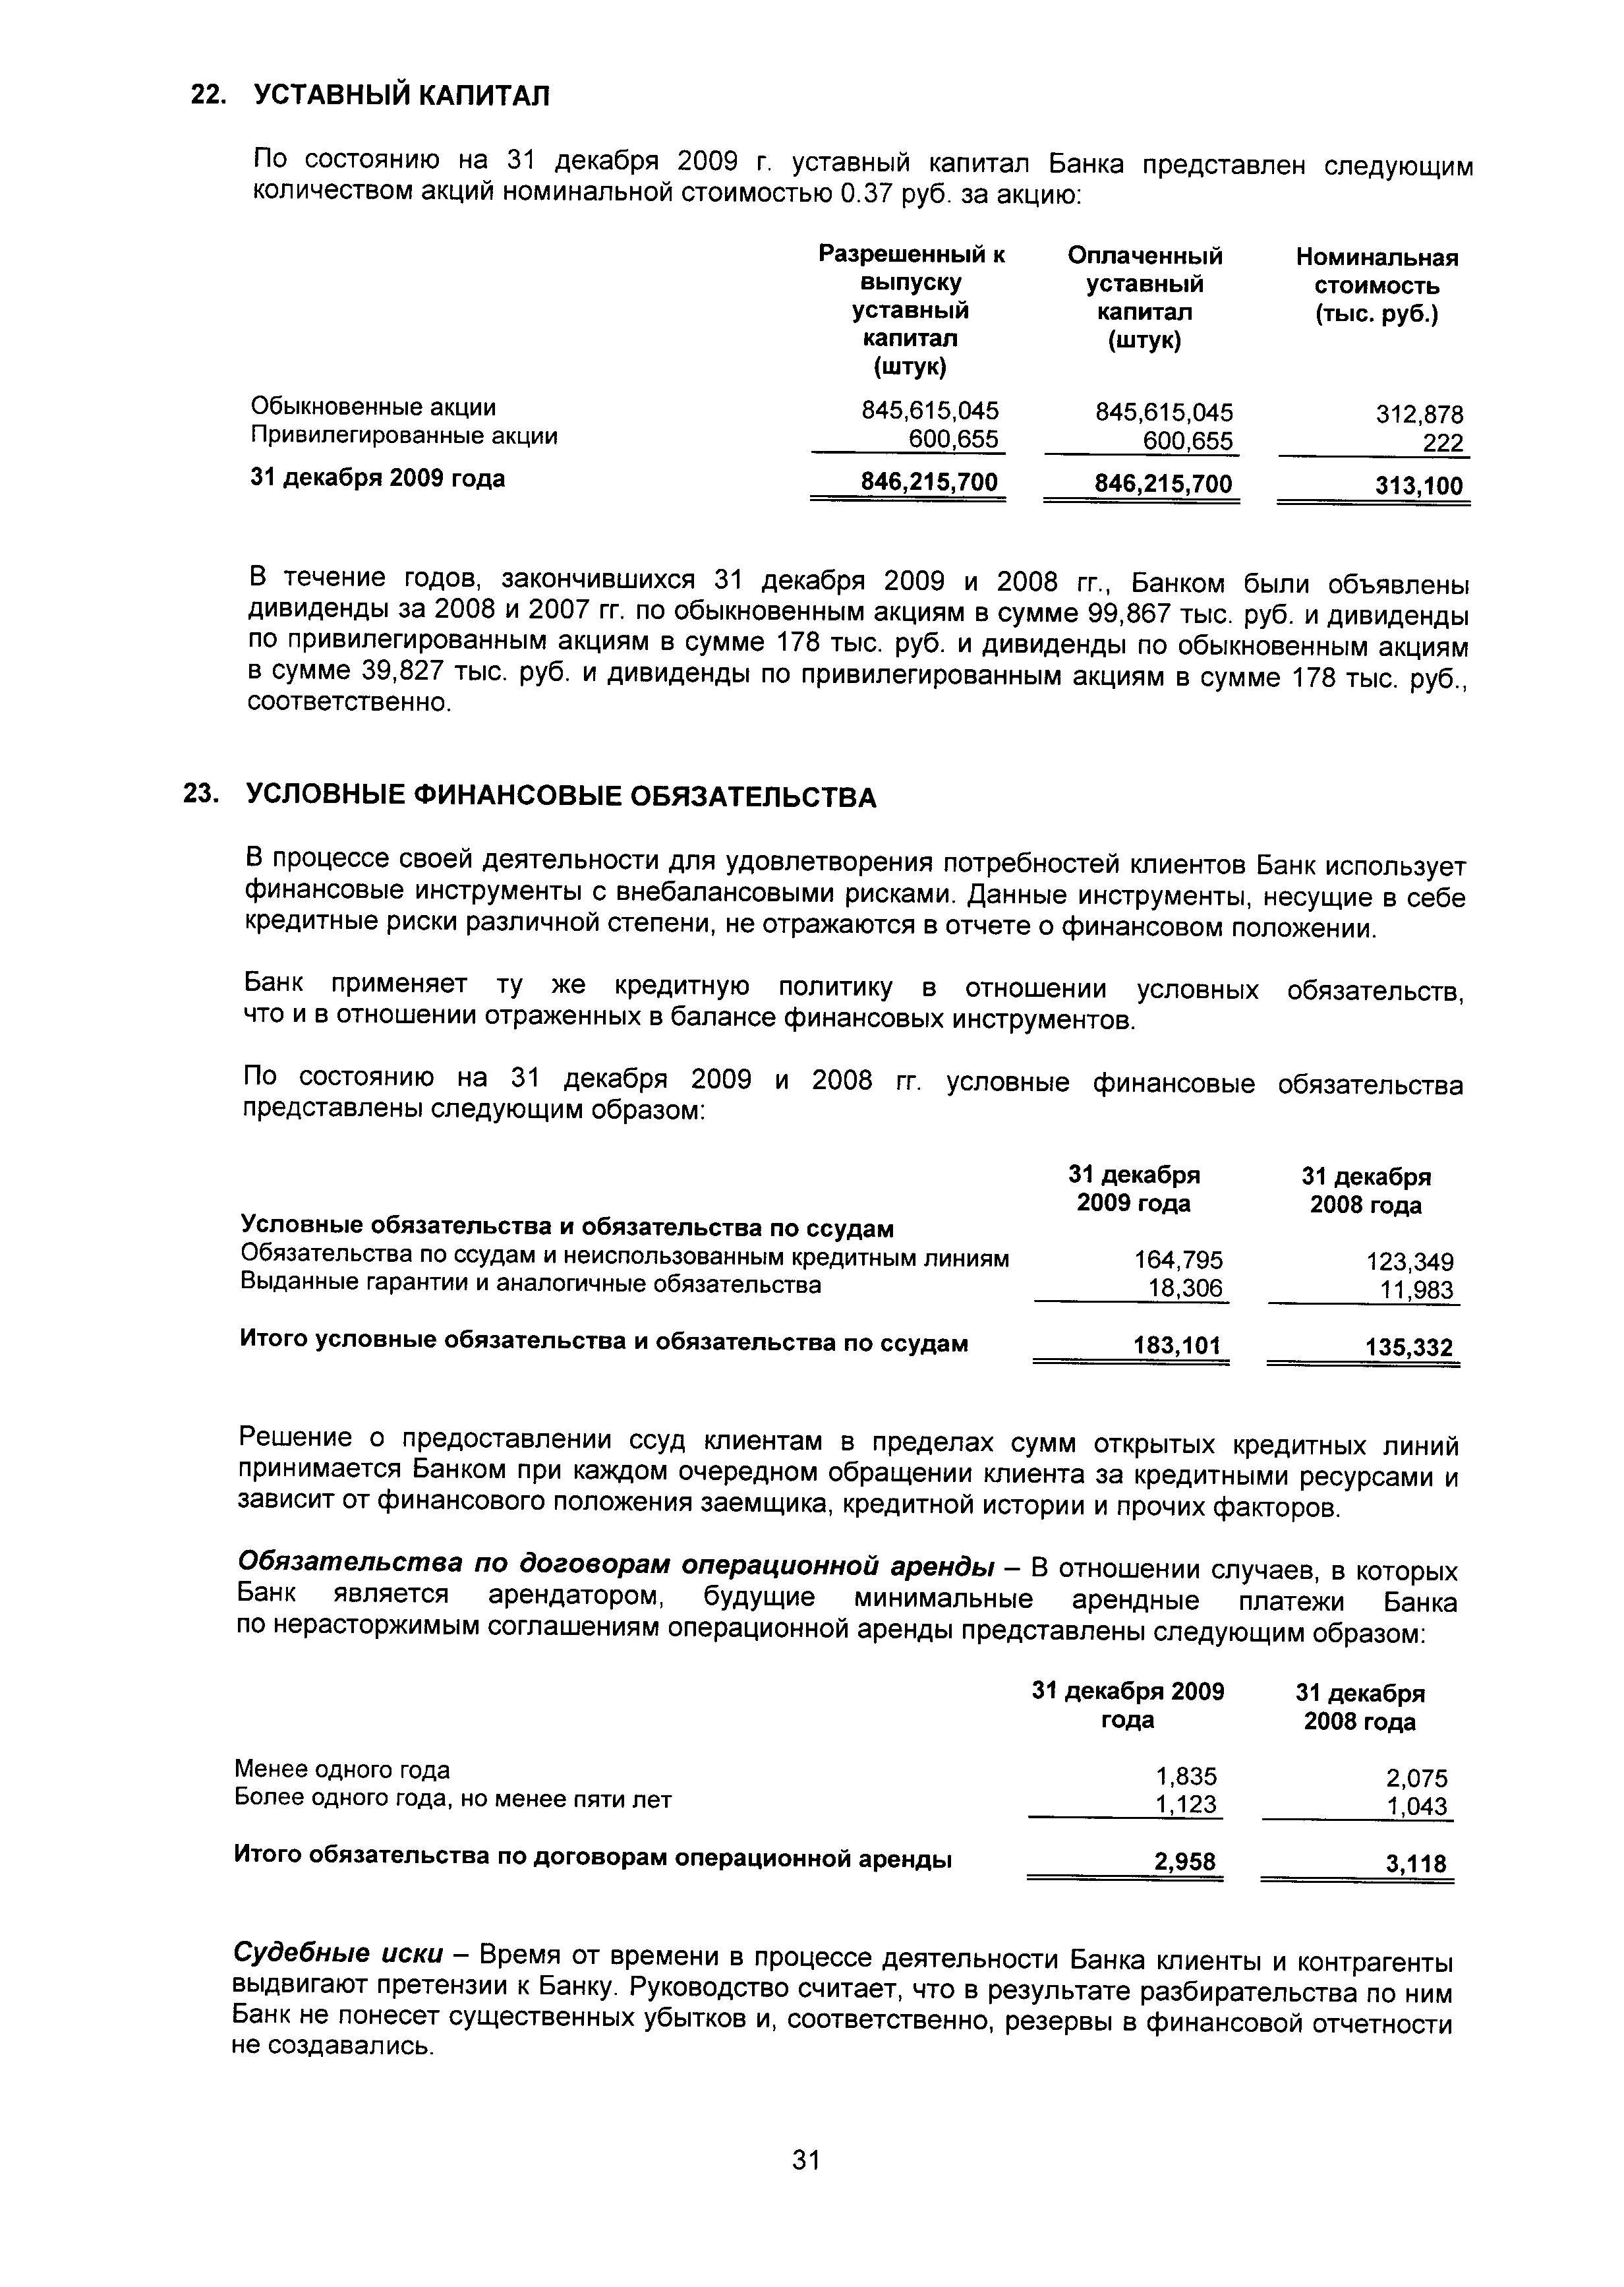 22. УСТАВНЫЙ КАПИТАЛ
По состоянию на 31 декабря 2009 г. уставный капитал Банка представлен следующим
количеством акций номинальной стоимостью 0.37 руб. за акцию:
Разрешенный к выпуску уставный капитал (штук) Оплаченный уставный капитал (штук) Номинальная стоимость (тыс. руб.)
Обыкновенные акции 845,615,045 845,615,045 312,878
Привилегированные акции 600,655 600,655 222
31 декабря 2009 года 846,215,700 846,215,700 313,100
В течение годов, закончившихся 31 декабря 2009 и 2008 гг., Банком были объявлены
дивиденды за 2008 и 2007 гг. по обыкновенным акциям в сумме 99,867 тыс. руб. и дивиденды
по привилегированным акциям в сумме 178 тыс. руб. и дивиденды по обыкновенным акциям
в сумме 39,827 тыс. руб. и дивиденды по привилегированным акциям в сумме 178 тыс. руб.,
соответственно.
23. УСЛОВНЫЕ ФИНАНСОВЫЕ ОБЯЗАТЕЛЬСТВА
В процессе своей деятельности для удовлетворения потребностей клиентов Банк использует
финансовые инструменты с внебалансовыми рисками. Данные инструменты, несущие в себе
кредитные риски различной степени, не отражаются в отчете о финансовом положении.
Банк применяет ту же кредитную политику в отношении условных обязательств,
что и в отношении отраженных в балансе финансовых инструментов.
По состоянию на 31 декабря 2009 и 2008 гг. условные финансовые обязательства
представлены следующим образом:
31 декабря 2009 года 31 декабря 2008 года
Условные обязательства и обязательства по ссудам
Обязательства по ссудам и неиспользованным кредитным линиям 164,795 123,349
Выданные гарантии и аналогичные обязательства 18,306 11,983
Итого условные обязательства и обязательства по ссудам 183,101 135,332
Решение о предоставлении ссуд клиентам в пределах сумм открытых кредитных линий
принимается Банком при каждом очередном обращении клиента за кредитными ресурсами и
зависит от финансового положения заемщика, кредитной истории и прочих факторов.
Обязательства по договорам операционной аренды – В отношении случаев, в которых
Банк является арендатором, будущие минимальные арендные платежи Банка
по нерасторжимым соглашениям операционной аренды представлены следующим образом:
31 декабря 2009 года 31 декабря 2008 года
Менее одного года 1,835 2,075
Более одного года, но менее пяти лет 1,123 1,043
Итого обязательства по договорам операционной аренды 2,958 3,118
Судебные иски – Время от времени в процессе деятельности Банка клиенты и контрагенты
выдвигают претензии к Банку. Руководство считает, что в результате разбирательства по ним
Банк не понесет существенных убытков и, соответственно, резервы в финансовой отчетности
не создавались.
31